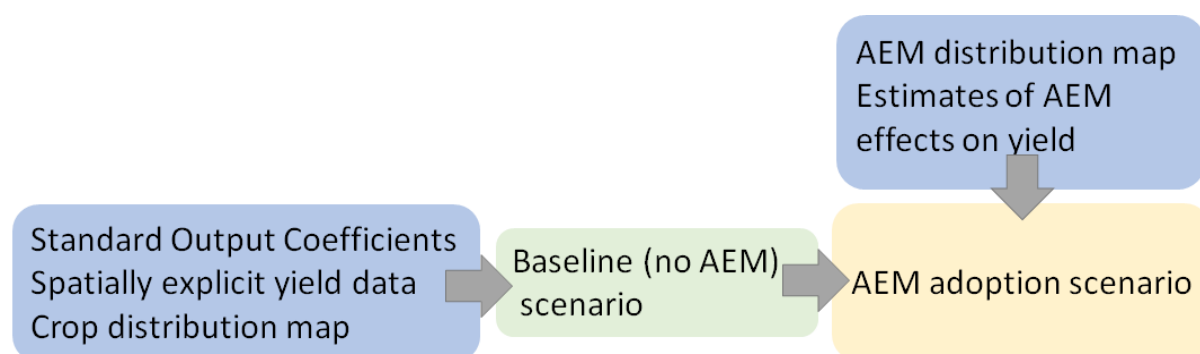 AEM distribution map
Estimates of AEM
effects on yield
Standard Output Coefficients
Spatially explicit yield data
Crop distribution map
Baseline (no AEM)
scenario
AEM adoption scenario